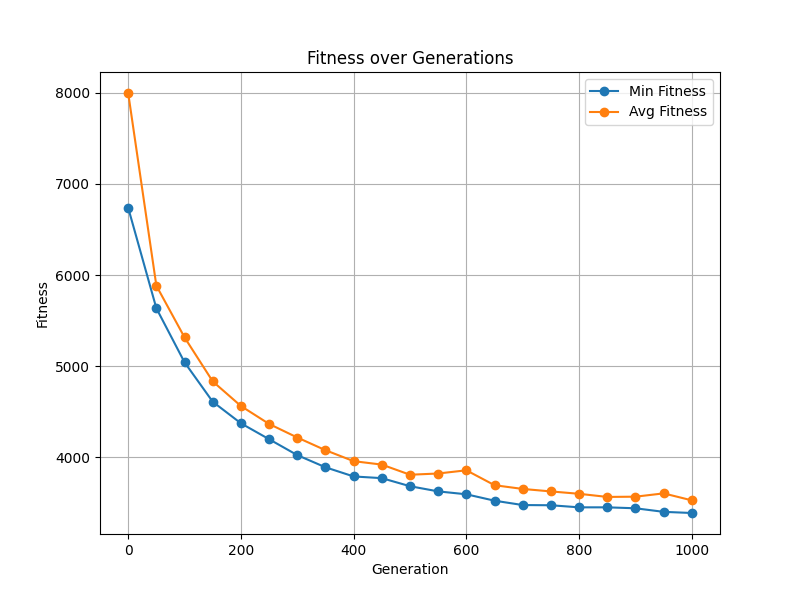 Fitness over Generations
Min Fitness
Avg Fitness
8000
7000
6000
5000
4000
Fitness
0 200 400 600 800 1000
Generation